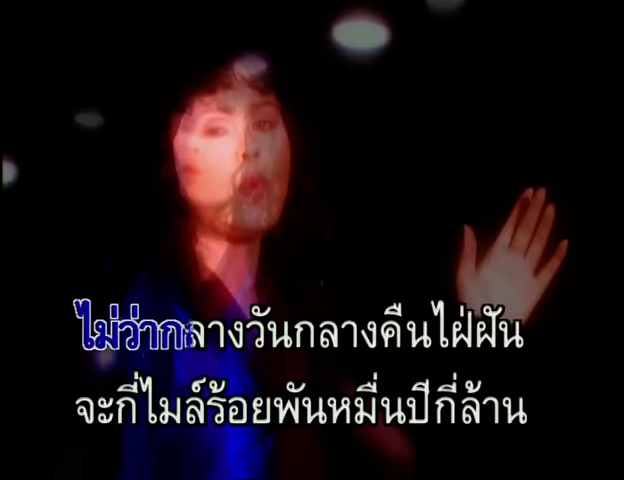 ไม่ว่ากลางวันกลางคืนไฝ่ฝัน
จะกี่ไมล์ร้อยพันหมื่นปีกี่ล้าน